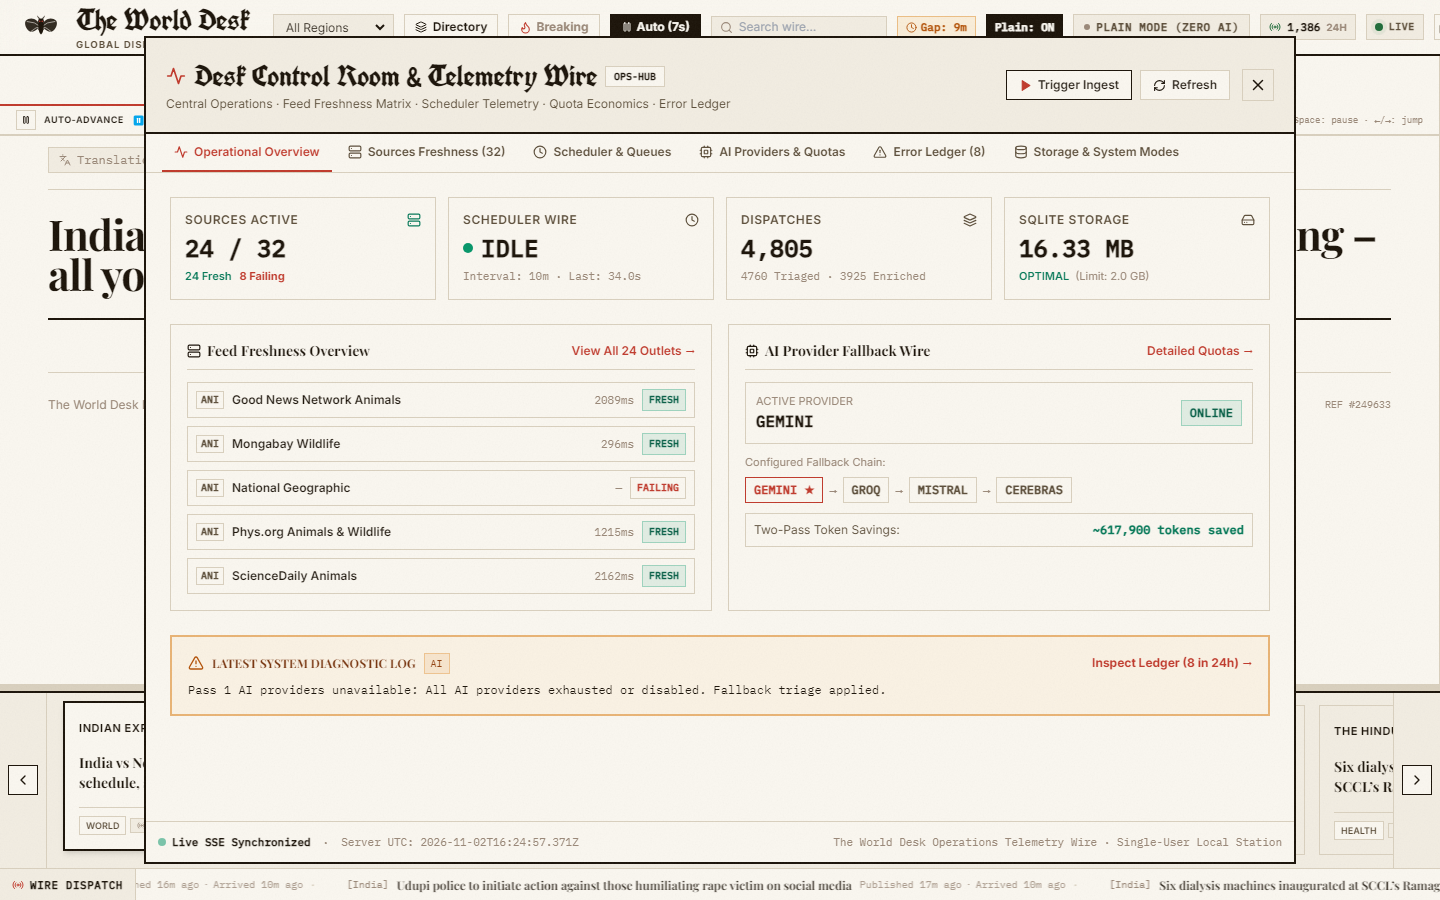 The World Desk
GLOBAL DIS
All Regions
Directory
Breaking
Auto (7s)
Search wire...
Gap: 9m
Plain: ON
PLAIN MODE (ZERO AI)
1,386 24H
LIVE
Desk Control Room & Telemetry Wire
OPS-HUB
Central Operations · Feed Freshness Matrix · Scheduler Telemetry · Quota Economics · Error Ledger
Trigger Ingest
Refresh
AUTO-ADVANCE
Space: pause · ←/→: jump
Operational Overview
Sources Freshness (32)
Scheduler & Queues
AI Providers & Quotas
Error Ledger (8)
Storage & System Modes
Translatio
India
ng –
all yo
SOURCES ACTIVE
24 / 32
24 Fresh 8 Failing
SCHEDULER WIRE
IDLE
Interval: 10m · Last: 34.0s
DISPATCHES
4,805
4760 Triaged · 3925 Enriched
SQLITE STORAGE
16.33 MB
OPTIMAL (Limit: 2.0 GB)
The World Desk
REF #249633
Feed Freshness Overview
View All 24 Outlets →
ANI Good News Network Animals 2089ms FRESH
ANI Mongabay Wildlife 296ms FRESH
ANI National Geographic — FAILING
ANI Phys.org Animals & Wildlife 1215ms FRESH
ANI ScienceDaily Animals 2162ms FRESH
AI Provider Fallback Wire
Detailed Quotas →
ACTIVE PROVIDER
GEMINI
ONLINE
Configured Fallback Chain:
GEMINI ★ → GROQ → MISTRAL → CEREBRAS
Two-Pass Token Savings: ~617,900 tokens saved
LATEST SYSTEM DIAGNOSTIC LOG AI
Inspect Ledger (8 in 24h) →
Pass 1 AI providers unavailable: All AI providers exhausted or disabled. Fallback triage applied.
INDIAN EXP
India vs N
schedule,
WORLD
THE HINDU
Six dialys
SCCL's R
HEALTH
Live SSE Synchronized · Server UTC: 2026-11-02T16:24:57.371Z
The World Desk Operations Telemetry Wire · Single-User Local Station
WIRE DISPATCH
hed 16m ago · Arrived 10m ago ·
[India] Udupi police to initiate action against those humiliating rape victim on social media Published 17m ago · Arrived 10m ago ·
[India] Six dialysis machines inaugurated at SCCL's Ramag